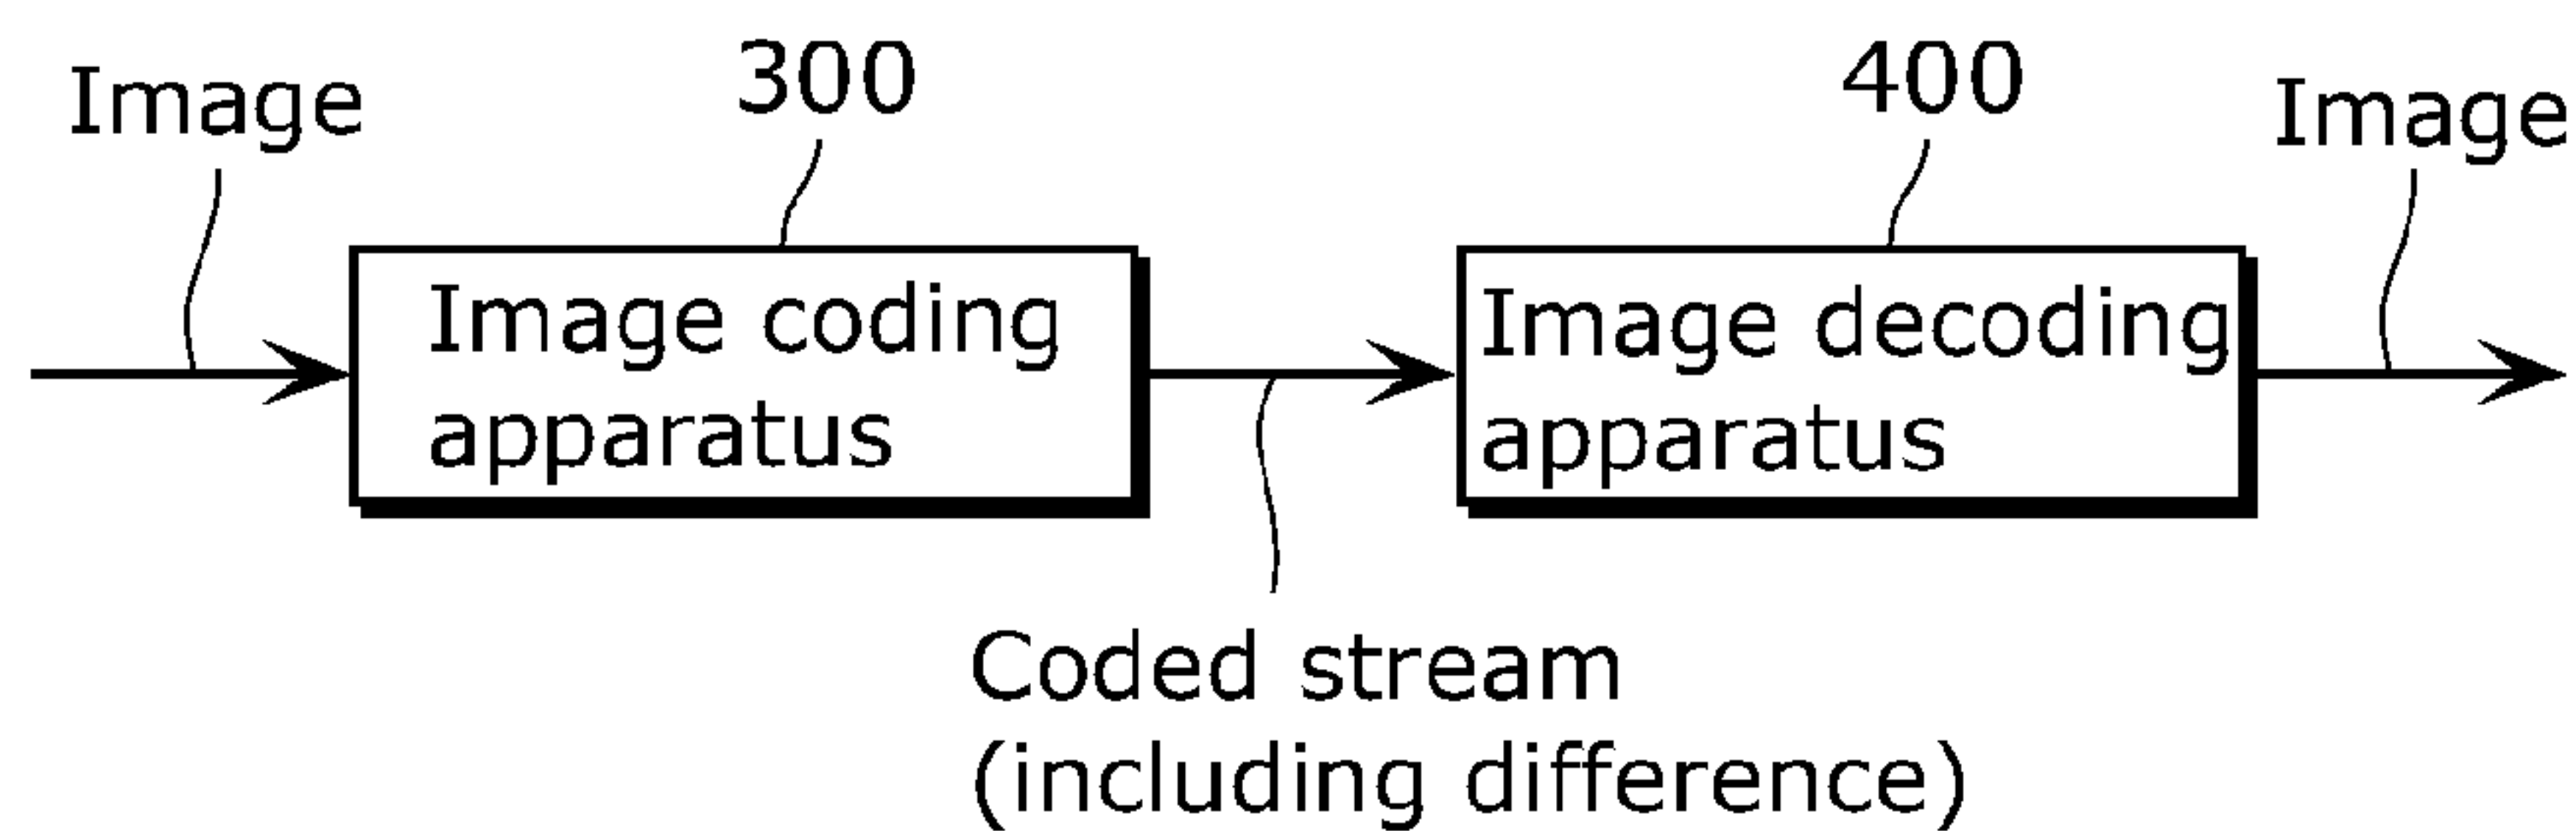 Image
300
400
Image
Image coding
apparatus
Image decoding
apparatus
Coded stream
(including difference)